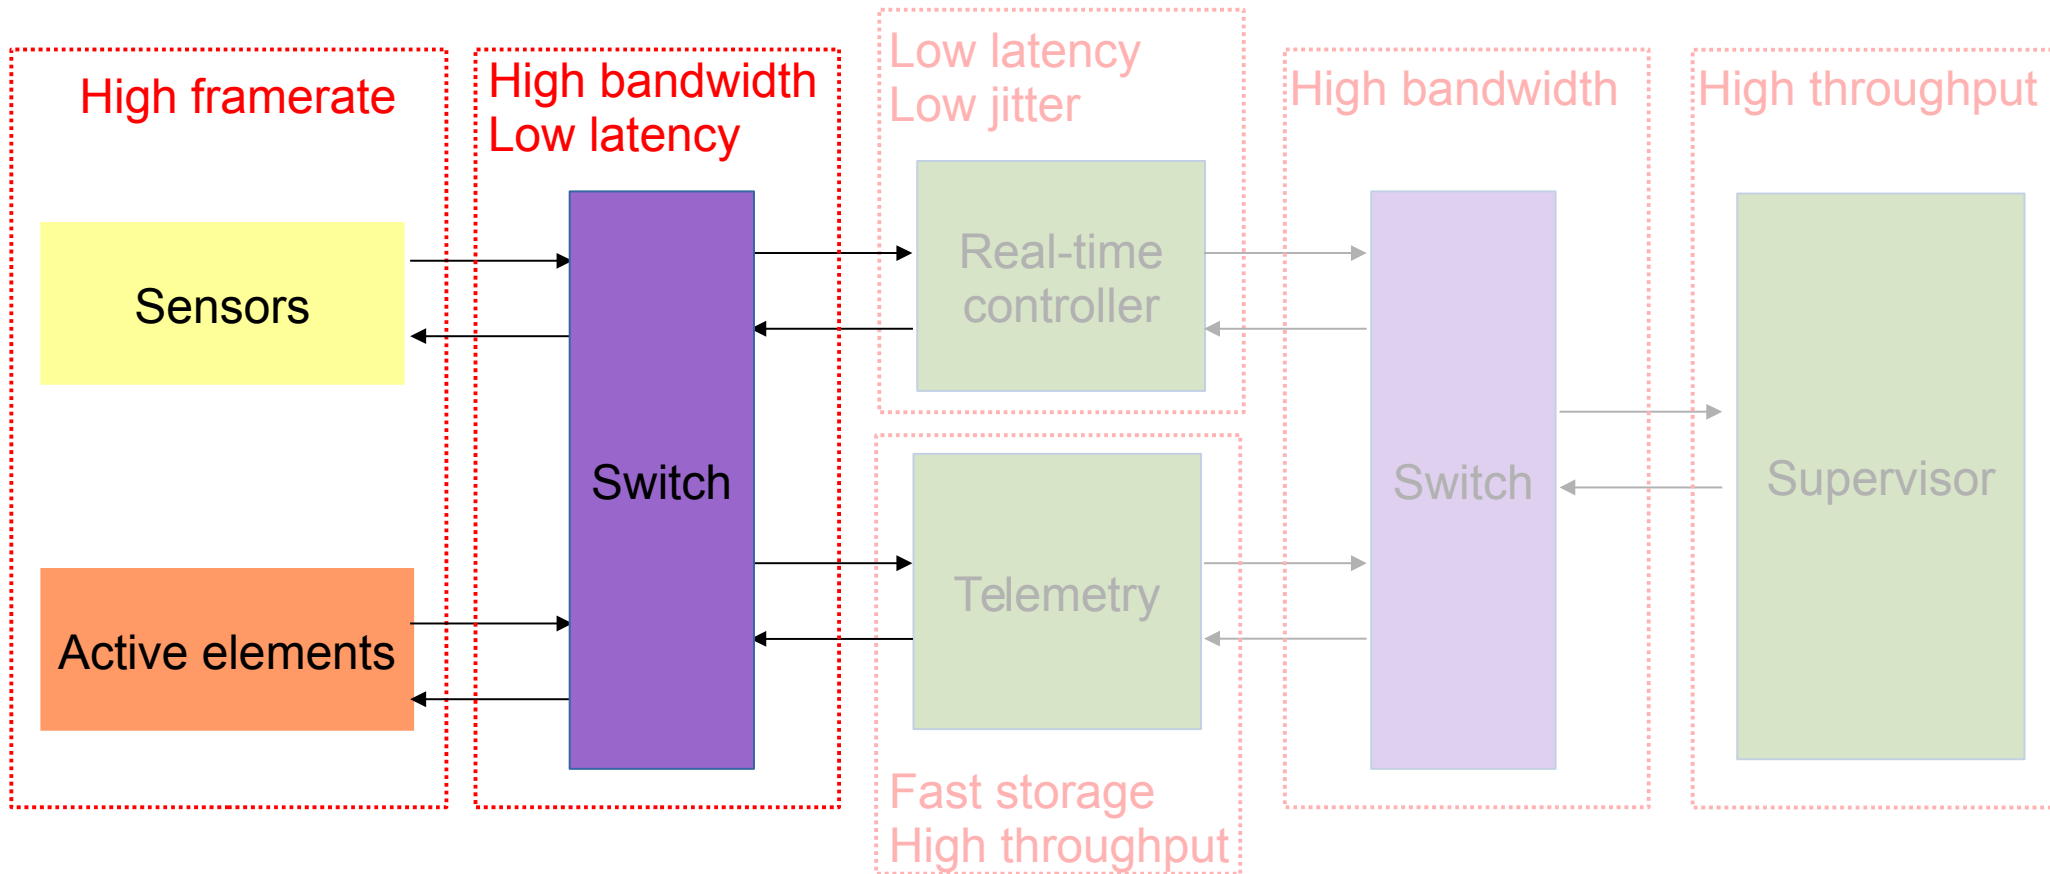 High framerate
High bandwidth
Low latency
Low latency
Low jitter
High bandwidth
High throughput
Sensors
Active elements
Switch
Real-time
controller
Telemetry
Fast storage
High throughput
Switch
Supervisor